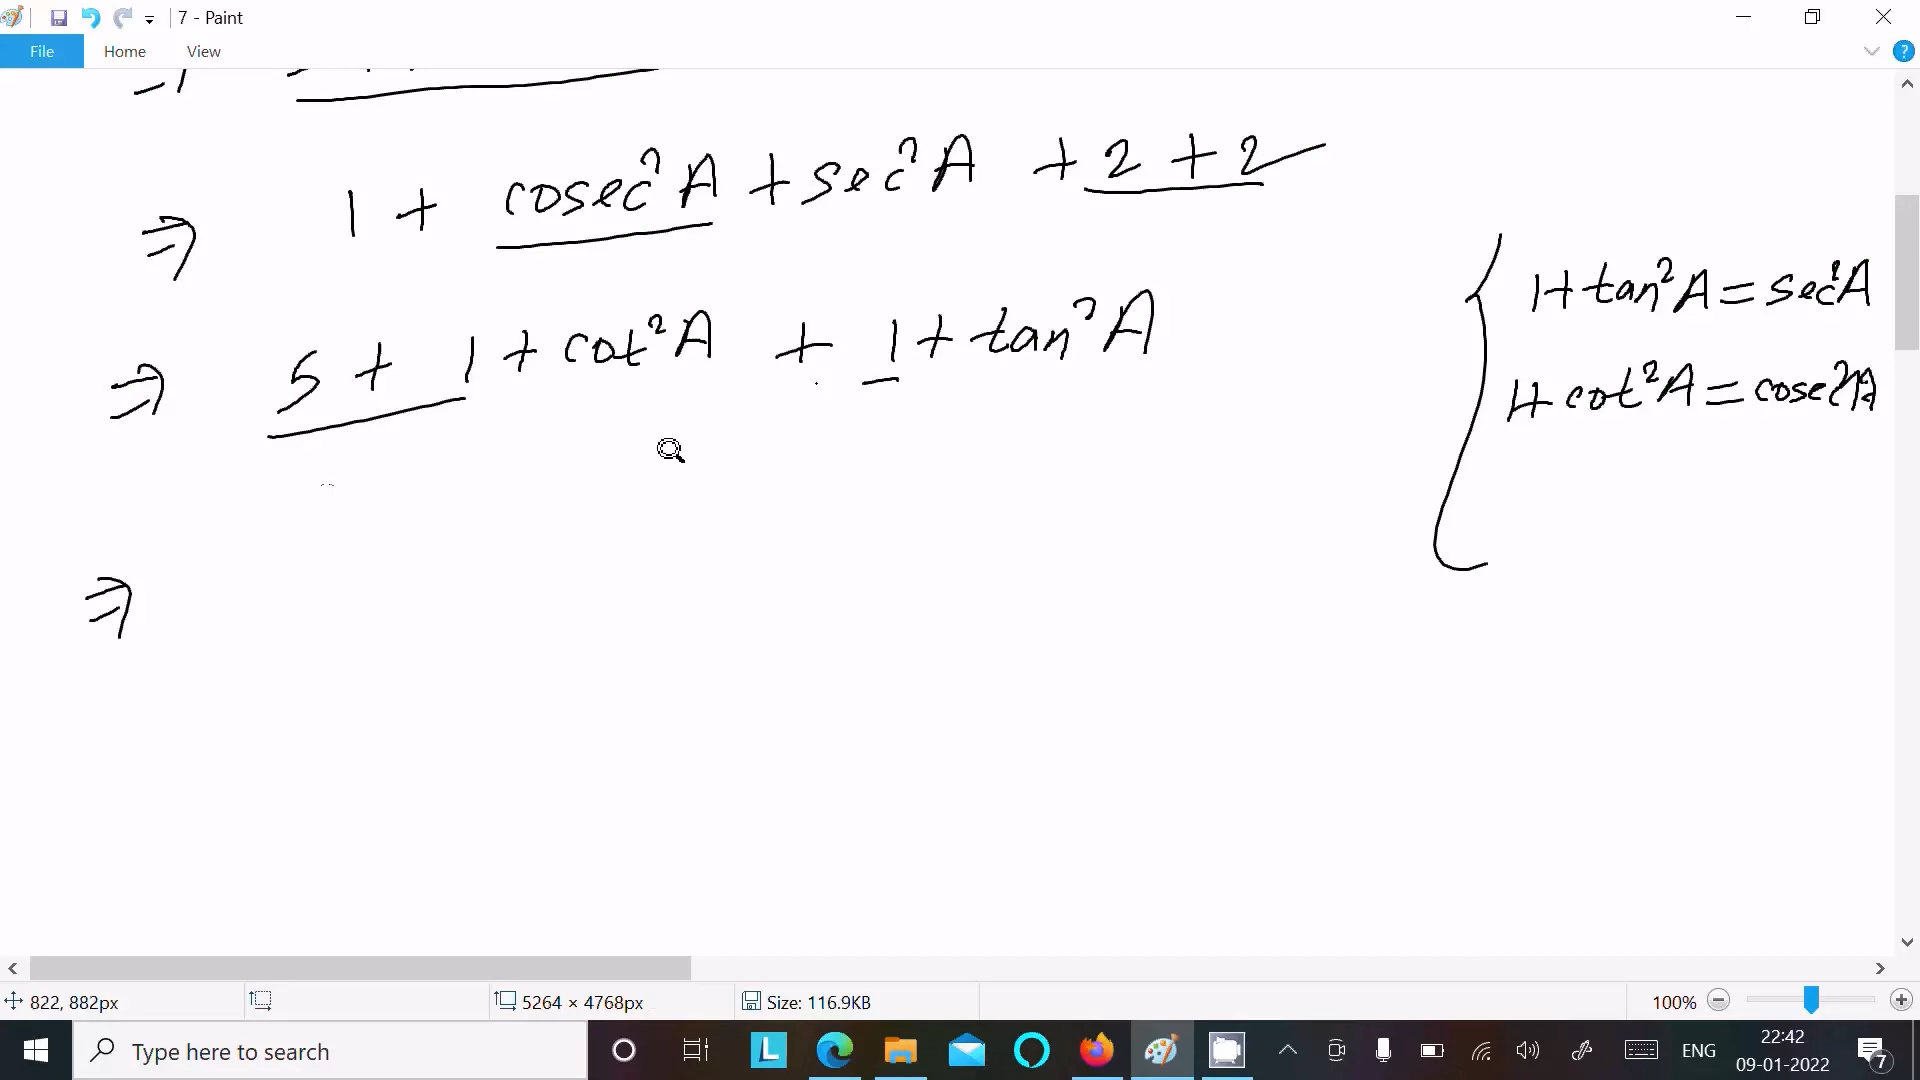 7 - Paint
File Home View
⇒ 1 + cosec²A + sec²A + 2 + 2
⇒ 5 + 1 + cot²A + 1 + tan²A
1+tan²A=sec²A
1+cot²A=cosec²A
⇒
822, 882px 5264 × 4768px Size: 116.9KB 100%
Type here to search
L
ENG
22:42
09-01-2022
7